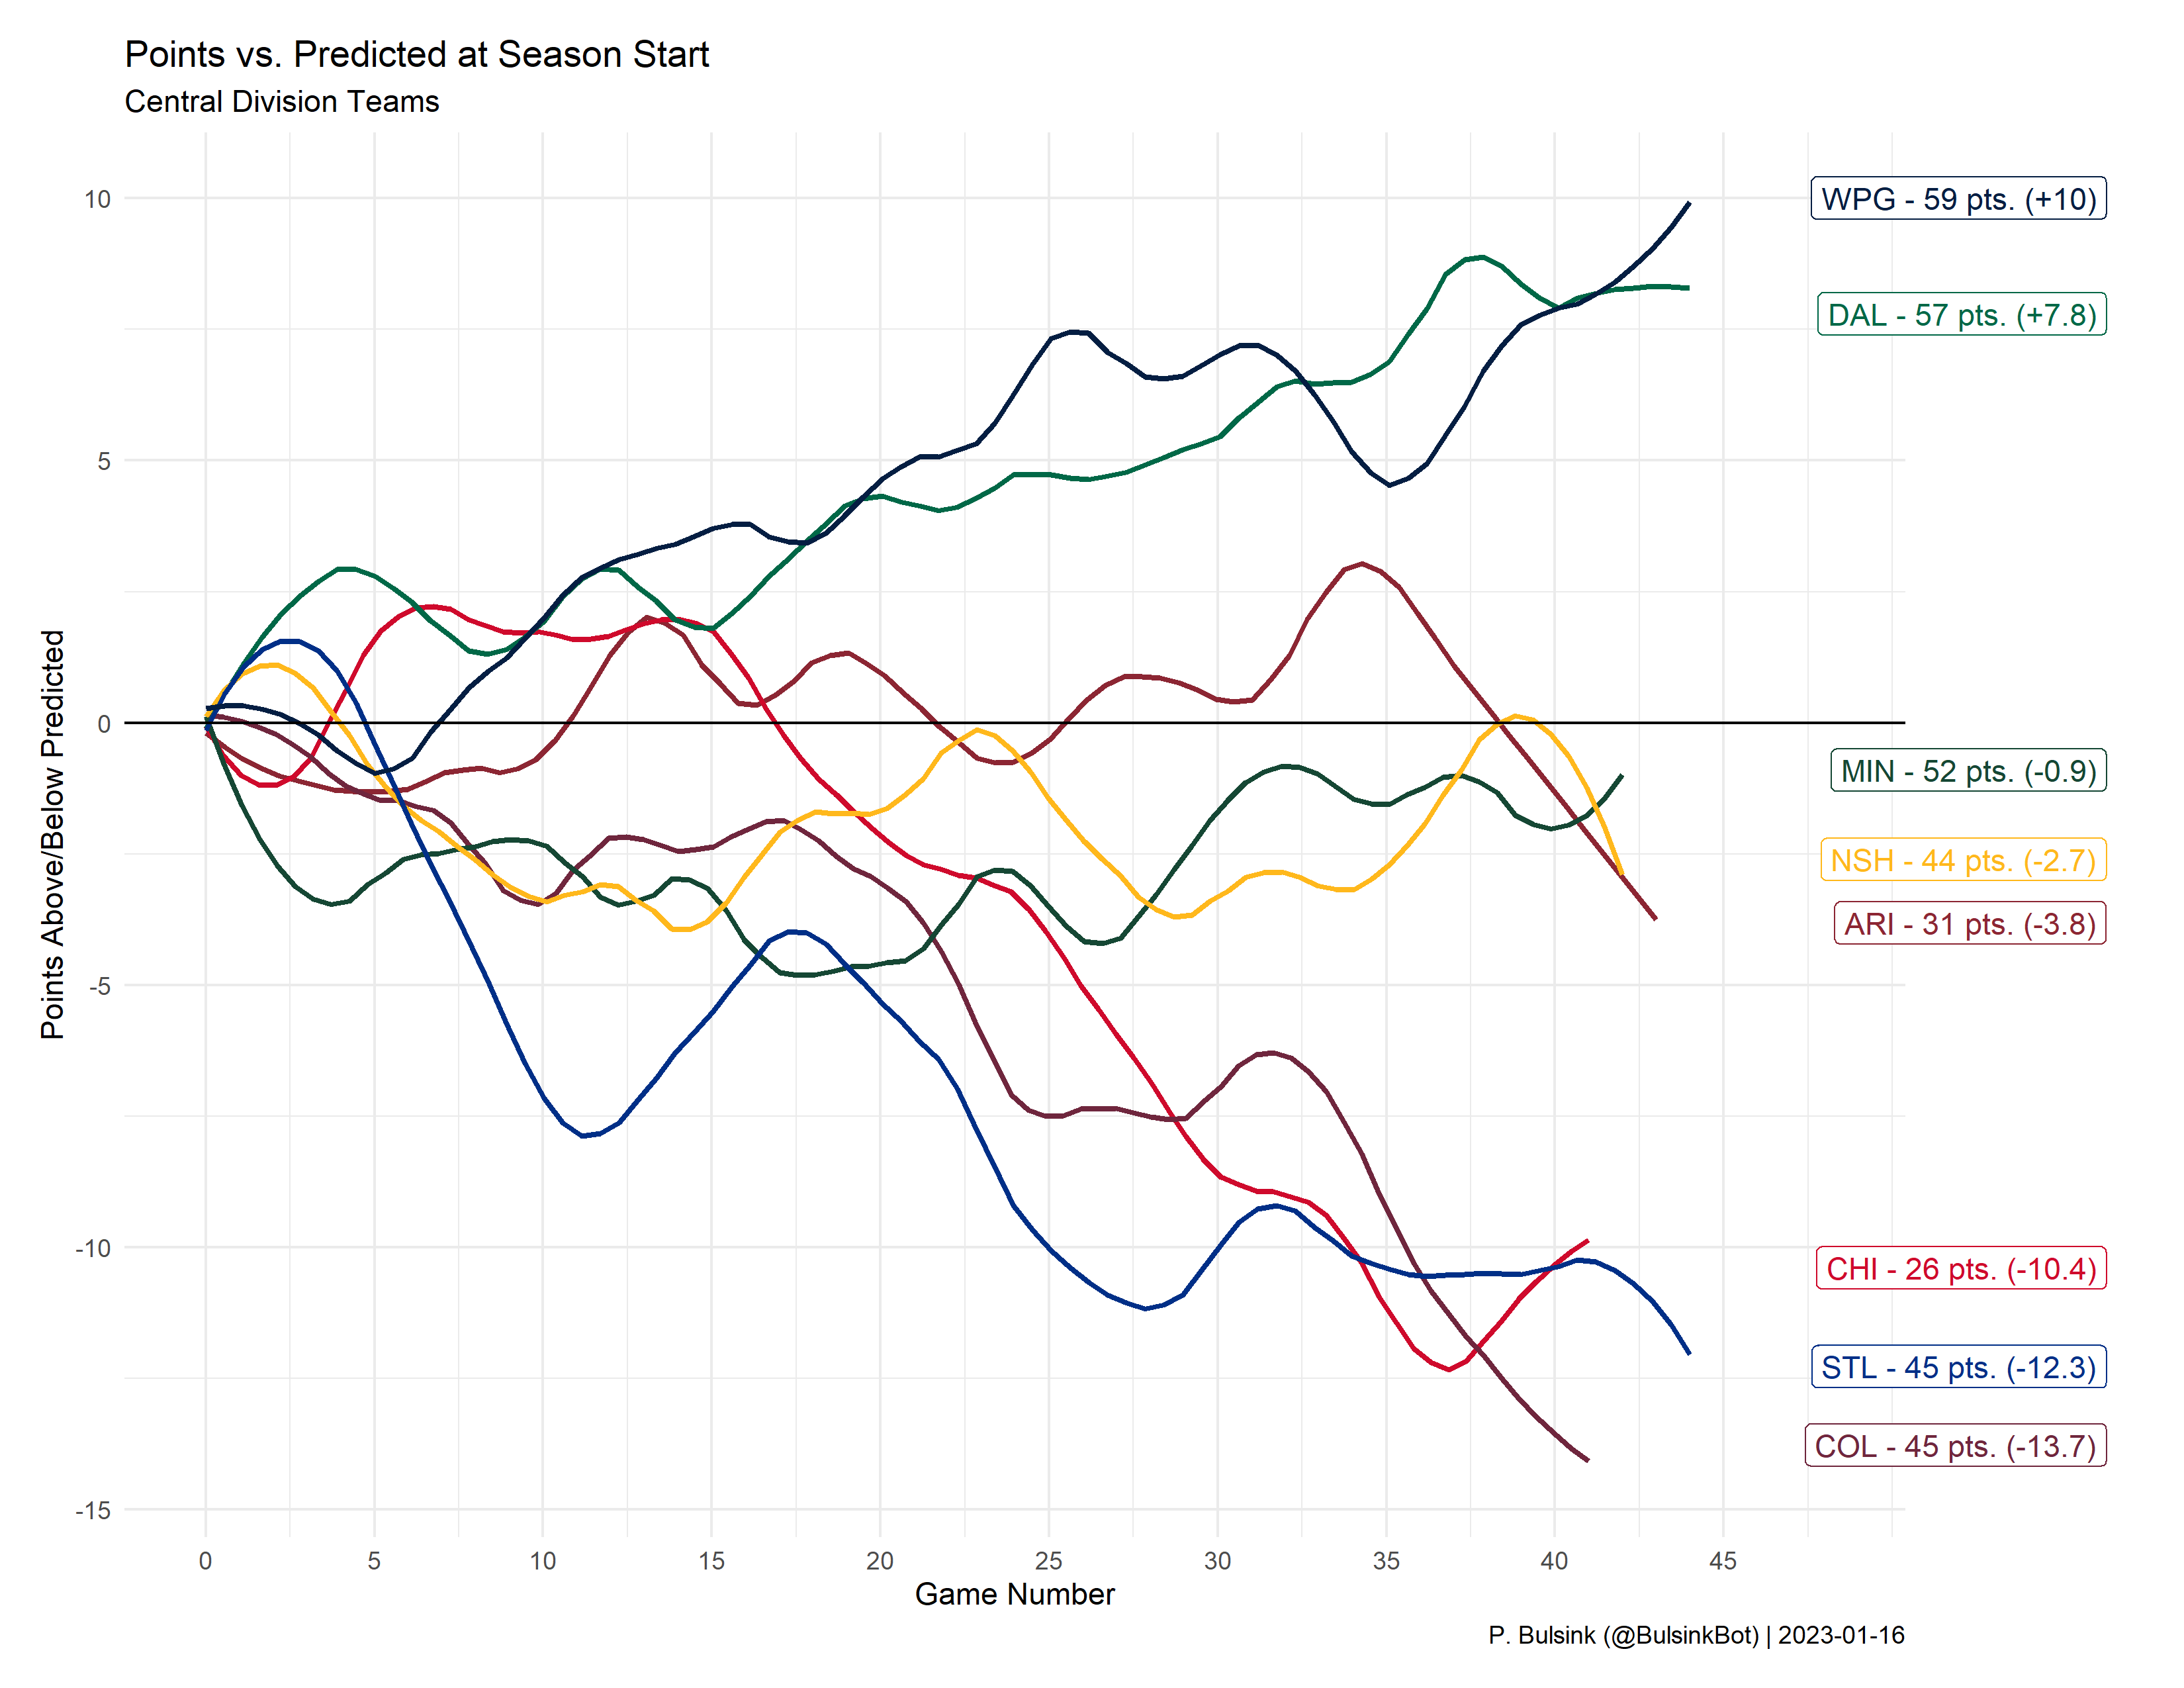 Points vs. Predicted at Season Start
Central Division Teams
Points Above/Below Predicted
10
5
0
-5
-10
-15
WPG - 59 pts. (+10)
DAL - 57 pts. (+7.8)
MIN - 52 pts. (-0.9)
NSH - 44 pts. (-2.7)
ARI - 31 pts. (-3.8)
CHI - 26 pts. (-10.4)
STL - 45 pts. (-12.3)
COL - 45 pts. (-13.7)
0 5 10 15 20 25 30 35 40 45
Game Number
P. Bulsink (@BulsinkBot) | 2023-01-16